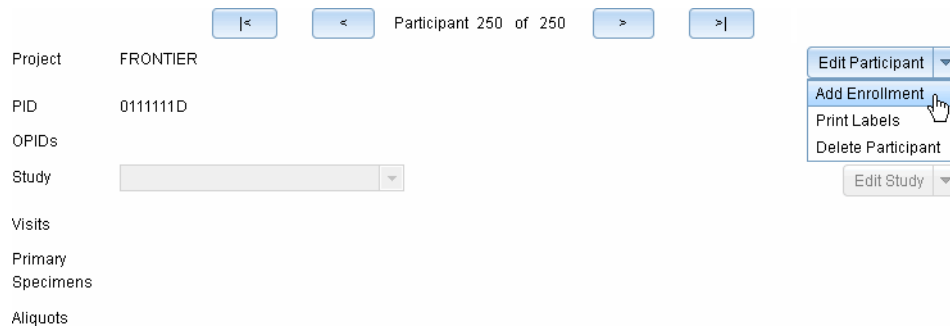 |< < Participant 250 of 250 > >|
Project FRONTIER Edit Participant
Add Enrollment
PID 0111111D
Print Labels
OPIDs
Delete Participant
Study Edit Study
Visits
Primary
Specimens
Aliquots